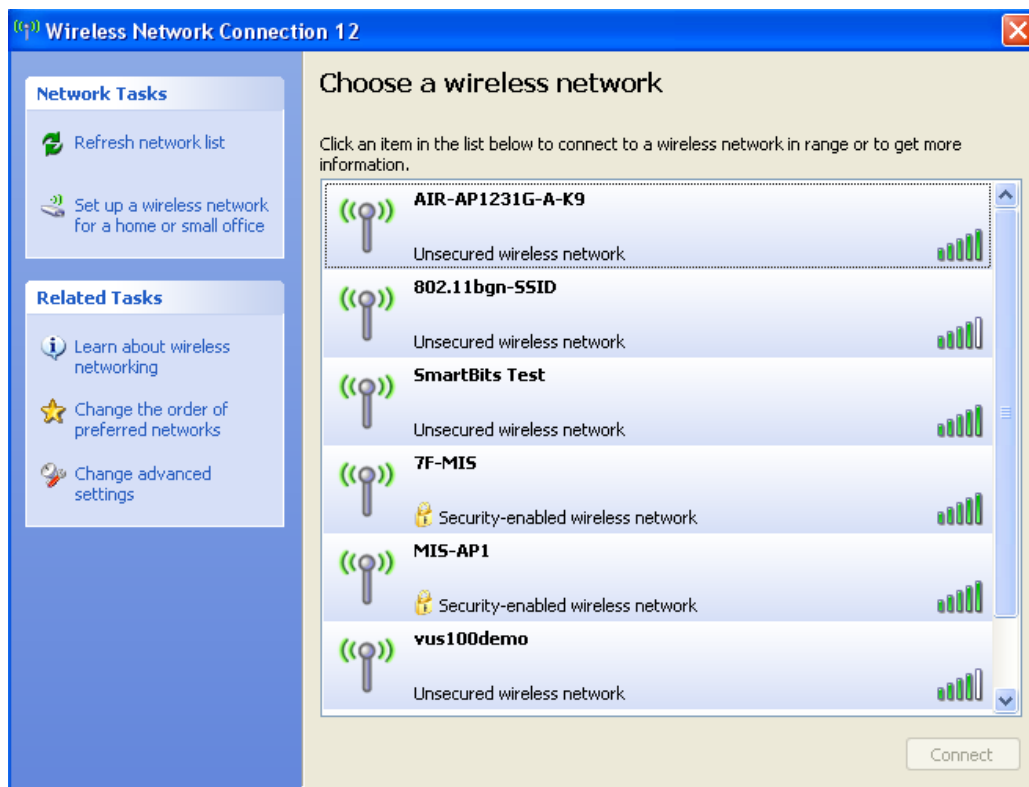 Wireless Network Connection 12
Network Tasks
Refresh network list
Set up a wireless network
for a home or small office
Related Tasks
Learn about wireless
networking
Change the order of
preferred networks
Change advanced
settings
Choose a wireless network
Click an item in the list below to connect to a wireless network in range or to get more
information.
AIR-AP1231G-A-K9
Unsecured wireless network
802.11bgn-SSID
Unsecured wireless network
SmartBits Test
Unsecured wireless network
7F-MIS
Security-enabled wireless network
MIS-AP1
Security-enabled wireless network
vus100demo
Unsecured wireless network
Connect